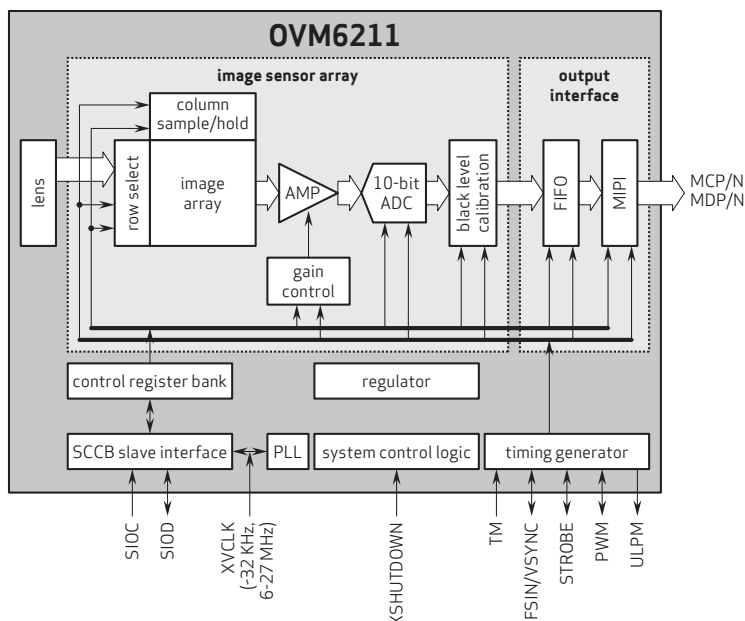 OVM6211
image sensor array
output
interface
column
sample/hold
lens
row select
image
array
AMP
10-bit
ADC
black level
calibration
FIFO
MIPI
MCP/N
MDP/N
gain
control
control register bank
regulator
SCCB slave interface
PLL
system control logic
timing generator
SIOC
SIOD
XVCLK
(~32 KHz,
6-27 MHz)
XSHUTDOWN
TM
FSIN/VSYNC
STROBE
PWM
ULPM